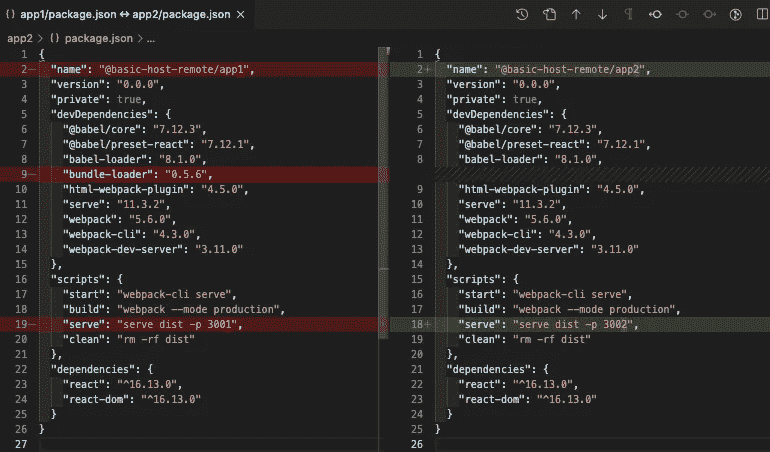 {} app1/package.json ↔ app2/package.json ×
app2 > {} package.json > ...
1 {
2− "name": "@basic-host-remote/app1",
3 "version": "0.0.0",
4 "private": true,
5 "devDependencies": {
6 "@babel/core": "7.12.3",
7 "@babel/preset-react": "7.12.1",
8 "babel-loader": "8.1.0",
9− "bundle-loader": "0.5.6",
10 "html-webpack-plugin": "4.5.0",
11 "serve": "11.3.2",
12 "webpack": "5.6.0",
13 "webpack-cli": "4.3.0",
14 "webpack-dev-server": "3.11.0"
15 },
16 "scripts": {
17 "start": "webpack-cli serve",
18 "build": "webpack --mode production",
19− "serve": "serve dist -p 3001",
20 "clean": "rm -rf dist"
21 },
22 "dependencies": {
23 "react": "^16.13.0",
24 "react-dom": "^16.13.0"
25 }
26 }
27
1 {
2+ "name": "@basic-host-remote/app2",
3 "version": "0.0.0",
4 "private": true,
5 "devDependencies": {
6 "@babel/core": "7.12.3",
7 "@babel/preset-react": "7.12.1",
8 "babel-loader": "8.1.0",
9 "html-webpack-plugin": "4.5.0",
10 "serve": "11.3.2",
11 "webpack": "5.6.0",
12 "webpack-cli": "4.3.0",
13 "webpack-dev-server": "3.11.0"
14 },
15 "scripts": {
16 "start": "webpack-cli serve",
17 "build": "webpack --mode production",
18+ "serve": "serve dist -p 3002",
19 "clean": "rm -rf dist"
20 },
21 "dependencies": {
22 "react": "^16.13.0",
23 "react-dom": "^16.13.0"
24 }
25 }
26